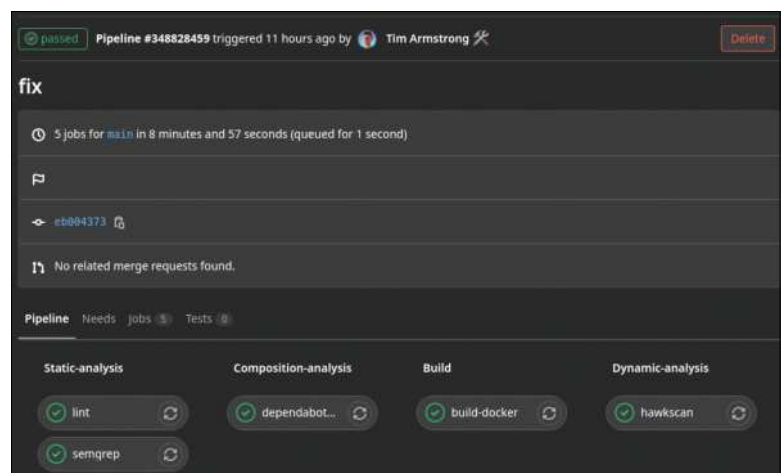 passed Pipeline #348828459 triggered 11 hours ago by Tim Armstrong Delete
fix
5 jobs for main in 8 minutes and 57 seconds (queued for 1 second)
eb004373
No related merge requests found.
Pipeline Needs Jobs 5 Tests 0
Static-analysis Composition-analysis Build Dynamic-analysis
lint dependabot... build-docker hawkscan
semgrep